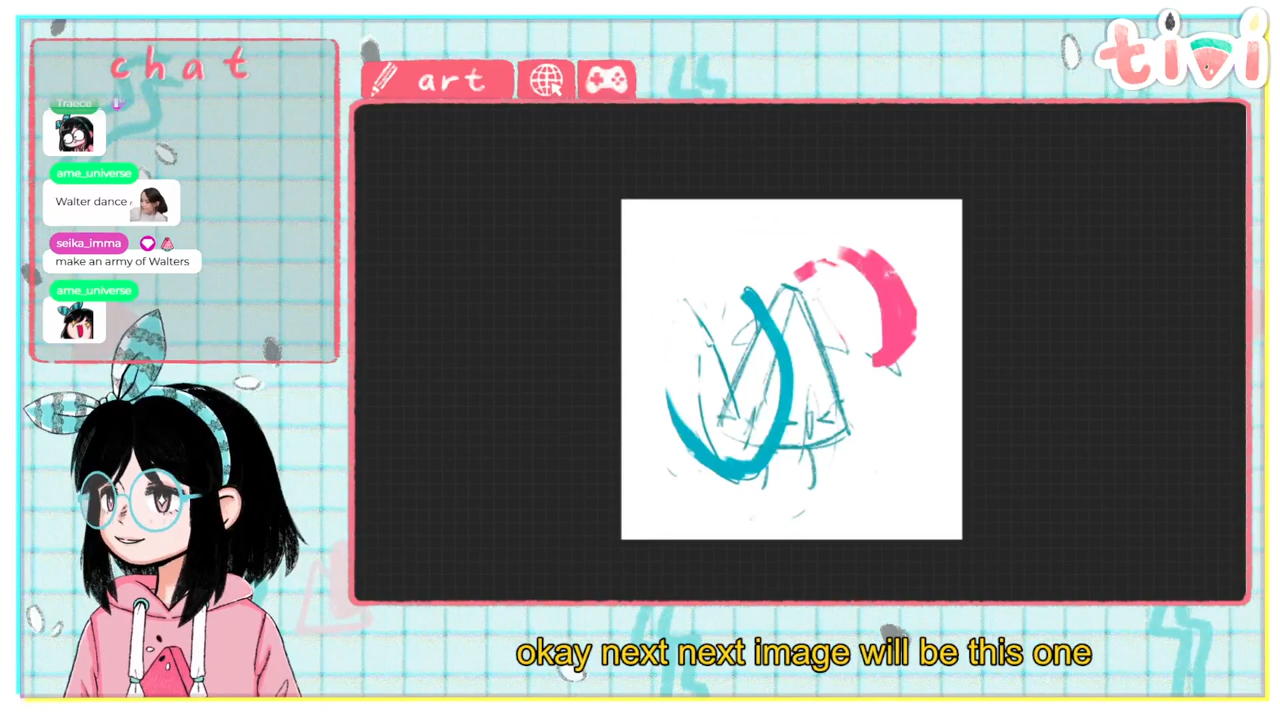 chat
art
tivi
Traece
ame_universe
Walter dance
seika_imma
make an army of Walters
ame_universe
okay next next image will be this one